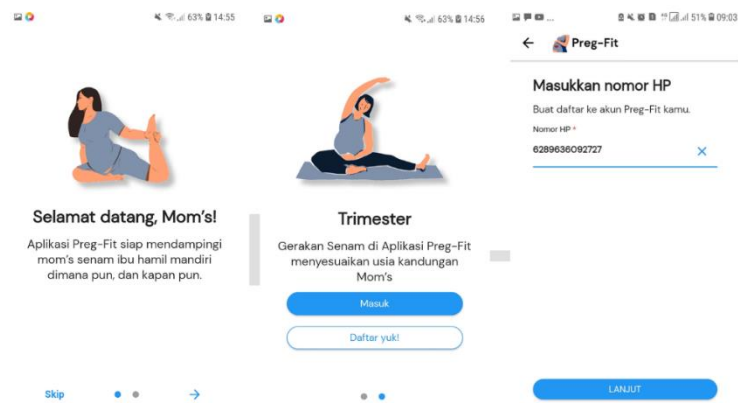 63% 14:55
Selamat datang, Mom's!
Aplikasi Preg-Fit siap mendampingi
mom's senam ibu hamil mandiri
dimana pun, dan kapan pun.
Skip
63% 14:56
Trimester
Gerakan Senam di Aplikasi Preg-Fit
menyesuaikan usia kandungan
Mom's
Masuk
Daftar yuk!
51% 09:03
Preg-Fit
Masukkan nomor HP
Buat daftar ke akun Preg-Fit kamu.
Nomor HP *
6289636092727
LANJUT